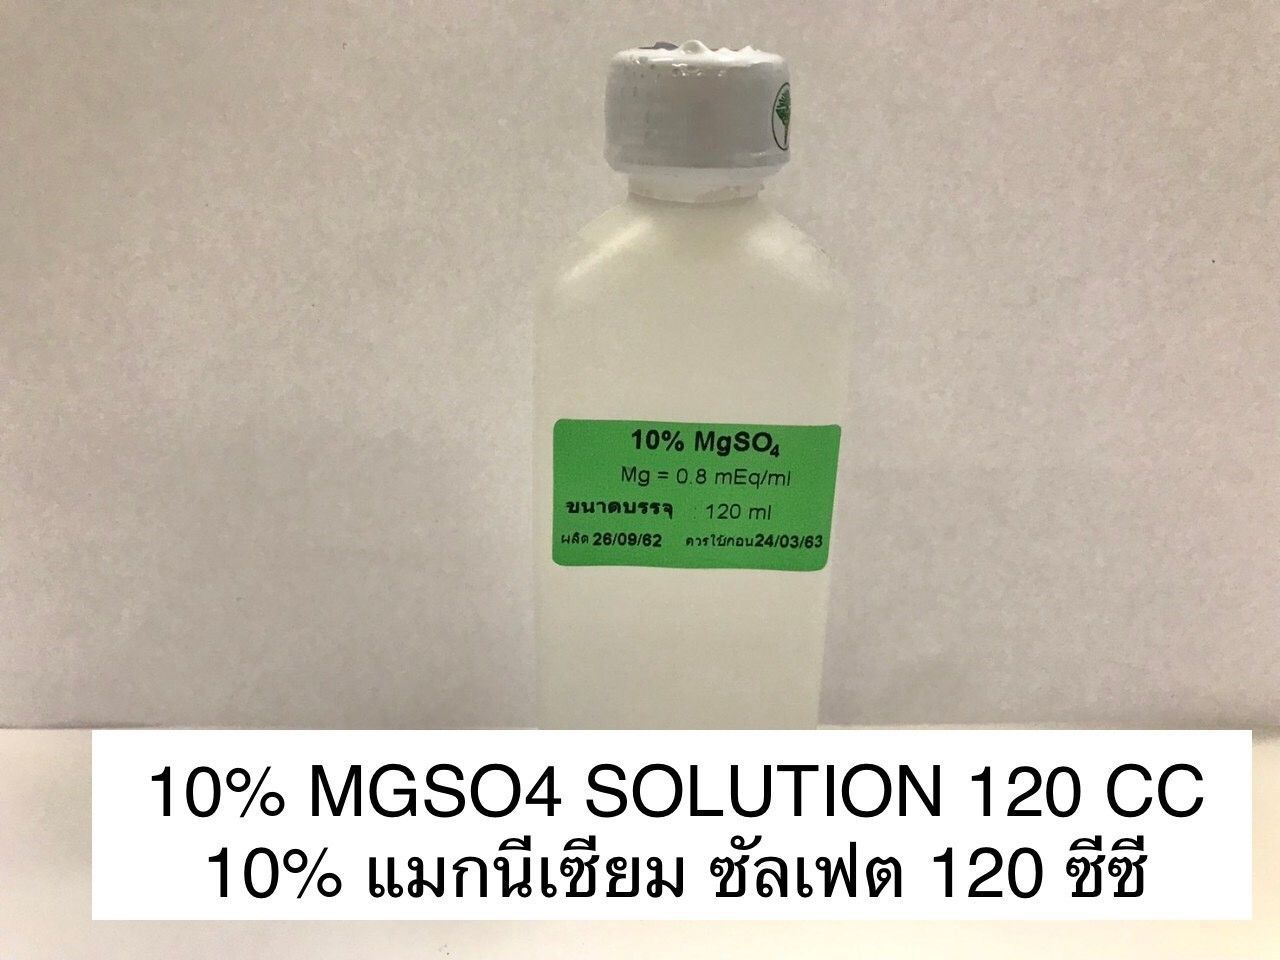 10% MgSO4
Mg = 0.8 mEq/ml
ขนาดบรรจุ : 120 ml
ผลิต 26/09/62 ควรใช้ก่อน 24/03/63
10% MGSO4 SOLUTION 120 CC
10% แมกนีเซียม ซัลเฟต 120 ซีซี